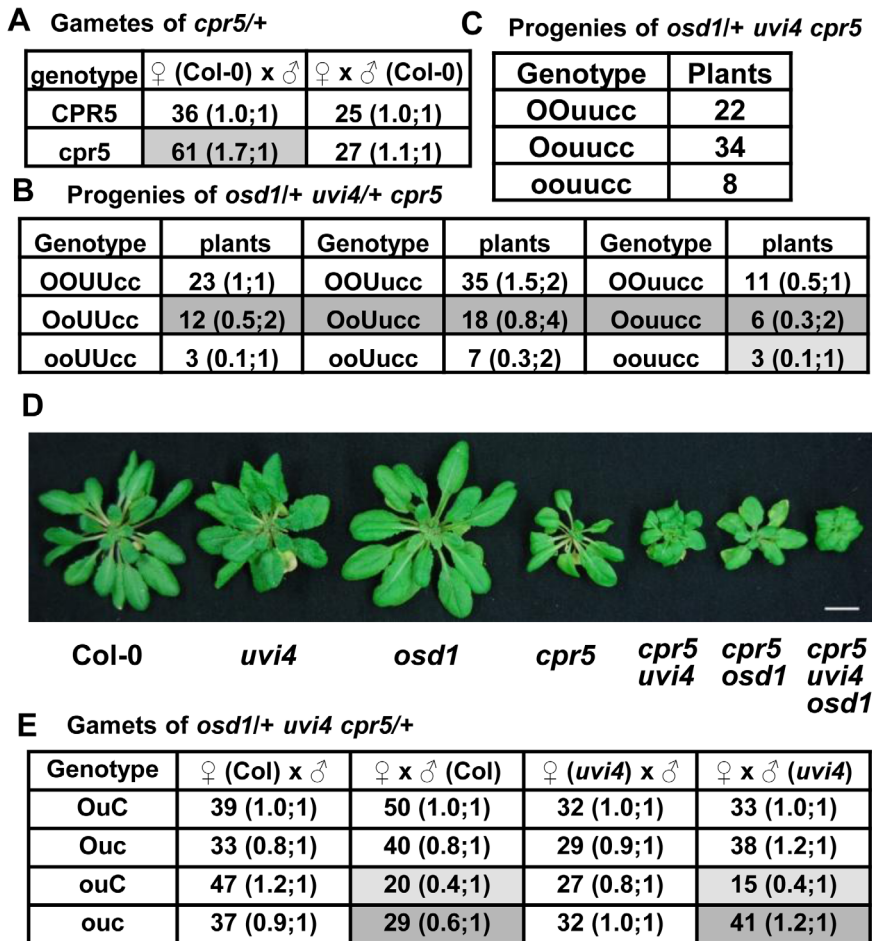 A Gametes of cpr5/+
genotype ♀ (Col-0) x ♂ ♀ x ♂ (Col-0)
CPR5 36 (1.0;1) 25 (1.0;1)
cpr5 61 (1.7;1) 27 (1.1;1)
C Progenies of osd1/+ uvi4 cpr5
Genotype Plants
OOuucc 22
Oouucc 34
oouucc 8
B Progenies of osd1/+ uvi4/+ cpr5
Genotype plants Genotype plants Genotype plants
OOUUcc 23 (1;1) OOUucc 35 (1.5;2) OOuucc 11 (0.5;1)
OoUUcc 12 (0.5;2) OoUucc 18 (0.8;4) Oouucc 6 (0.3;2)
ooUUcc 3 (0.1;1) ooUucc 7 (0.3;2) oouucc 3 (0.1;1)
D
Col-0 uvi4 osd1 cpr5 cpr5 cpr5 cpr5
uvi4 osd1 uvi4
osd1
E Gamets of osd1/+ uvi4 cpr5/+
Genotype ♀ (Col) x ♂ ♀ x ♂ (Col) ♀ (uvi4) x ♂ ♀ x ♂ (uvi4)
OuC 39 (1.0;1) 50 (1.0;1) 32 (1.0;1) 33 (1.0;1)
Ouc 33 (0.8;1) 40 (0.8;1) 29 (0.9;1) 38 (1.2;1)
ouC 47 (1.2;1) 20 (0.4;1) 27 (0.8;1) 15 (0.4;1)
ouc 37 (0.9;1) 29 (0.6;1) 32 (1.0;1) 41 (1.2;1)